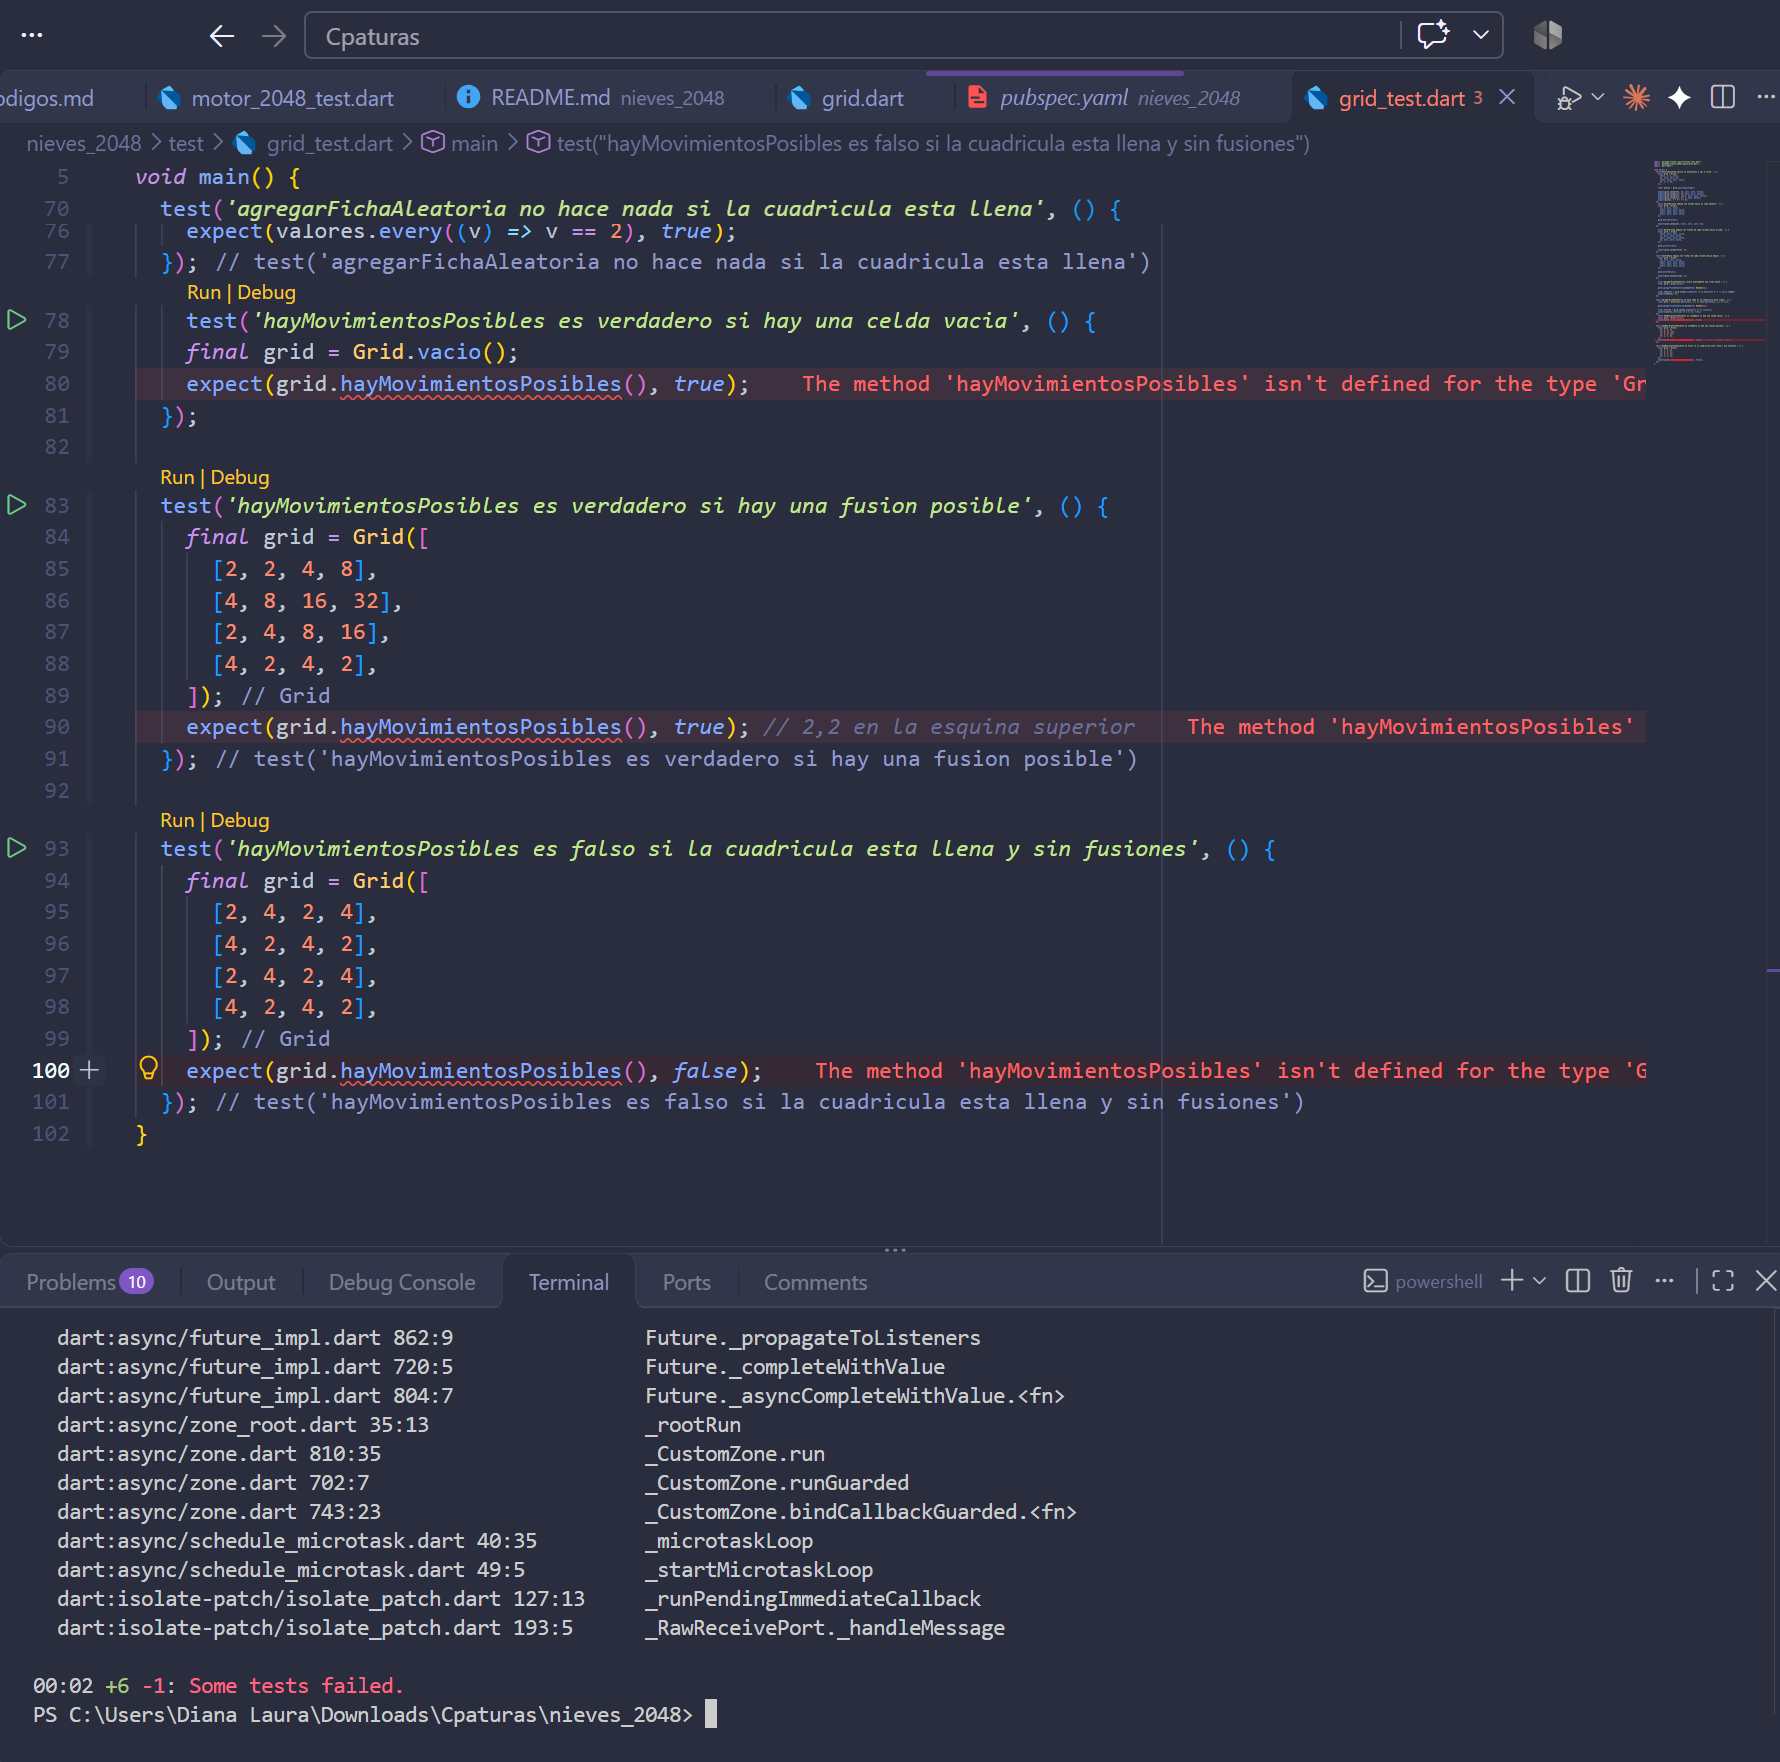 Cpaturas
odigos.md
motor_2048_test.dart
README.md nieves_2048
grid.dart
pubspec.yaml nieves_2048
grid_test.dart 3
nieves_2048 > test > grid_test.dart > main > test("hayMovimientosPosibles es falso si la cuadricula esta llena y sin fusiones")
5 void main() {
70 test('agregarFichaAleatoria no hace nada si la cuadricula esta llena', () {
76 expect(valores.every((v) => v == 2), true);
77 }); // test('agregarFichaAleatoria no hace nada si la cuadricula esta llena')
Run | Debug
78 test('hayMovimientosPosibles es verdadero si hay una celda vacia', () {
79 final grid = Grid.vacio();
80 expect(grid.hayMovimientosPosibles(), true); The method 'hayMovimientosPosibles' isn't defined for the type 'Gr
81 });
82
Run | Debug
83 test('hayMovimientosPosibles es verdadero si hay una fusion posible', () {
84 final grid = Grid([
85 [2, 2, 4, 8],
86 [4, 8, 16, 32],
87 [2, 4, 8, 16],
88 [4, 2, 4, 2],
89 ]); // Grid
90 expect(grid.hayMovimientosPosibles(), true); // 2,2 en la esquina superior The method 'hayMovimientosPosibles'
91 }); // test('hayMovimientosPosibles es verdadero si hay una fusion posible')
92
Run | Debug
93 test('hayMovimientosPosibles es falso si la cuadricula esta llena y sin fusiones', () {
94 final grid = Grid([
95 [2, 4, 2, 4],
96 [4, 2, 4, 2],
97 [2, 4, 2, 4],
98 [4, 2, 4, 2],
99 ]); // Grid
100 expect(grid.hayMovimientosPosibles(), false); The method 'hayMovimientosPosibles' isn't defined for the type 'G
101 }); // test('hayMovimientosPosibles es falso si la cuadricula esta llena y sin fusiones')
102 }
Problems 10 Output Debug Console Terminal Ports Comments powershell
dart:async/future_impl.dart 862:9 Future._propagateToListeners
dart:async/future_impl.dart 720:5 Future._completeWithValue
dart:async/future_impl.dart 804:7 Future._asyncCompleteWithValue.<fn>
dart:async/zone_root.dart 35:13 _rootRun
dart:async/zone.dart 810:35 _CustomZone.run
dart:async/zone.dart 702:7 _CustomZone.runGuarded
dart:async/zone.dart 743:23 _CustomZone.bindCallbackGuarded.<fn>
dart:async/schedule_microtask.dart 40:35 _microtaskLoop
dart:async/schedule_microtask.dart 49:5 _startMicrotaskLoop
dart:isolate-patch/isolate_patch.dart 127:13 _runPendingImmediateCallback
dart:isolate-patch/isolate_patch.dart 193:5 _RawReceivePort._handleMessage
00:02 +6 -1: Some tests failed.
PS C:\Users\Diana Laura\Downloads\Cpaturas\nieves_2048>